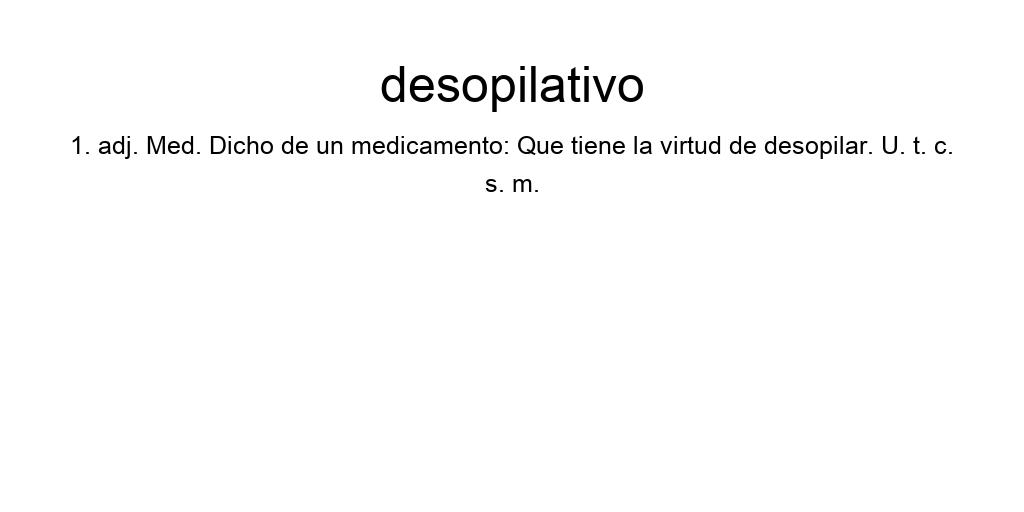 desopilativo
1. adj. Med. Dicho de un medicamento: Que tiene la virtud de desopilar. U. t. c.
s. m.